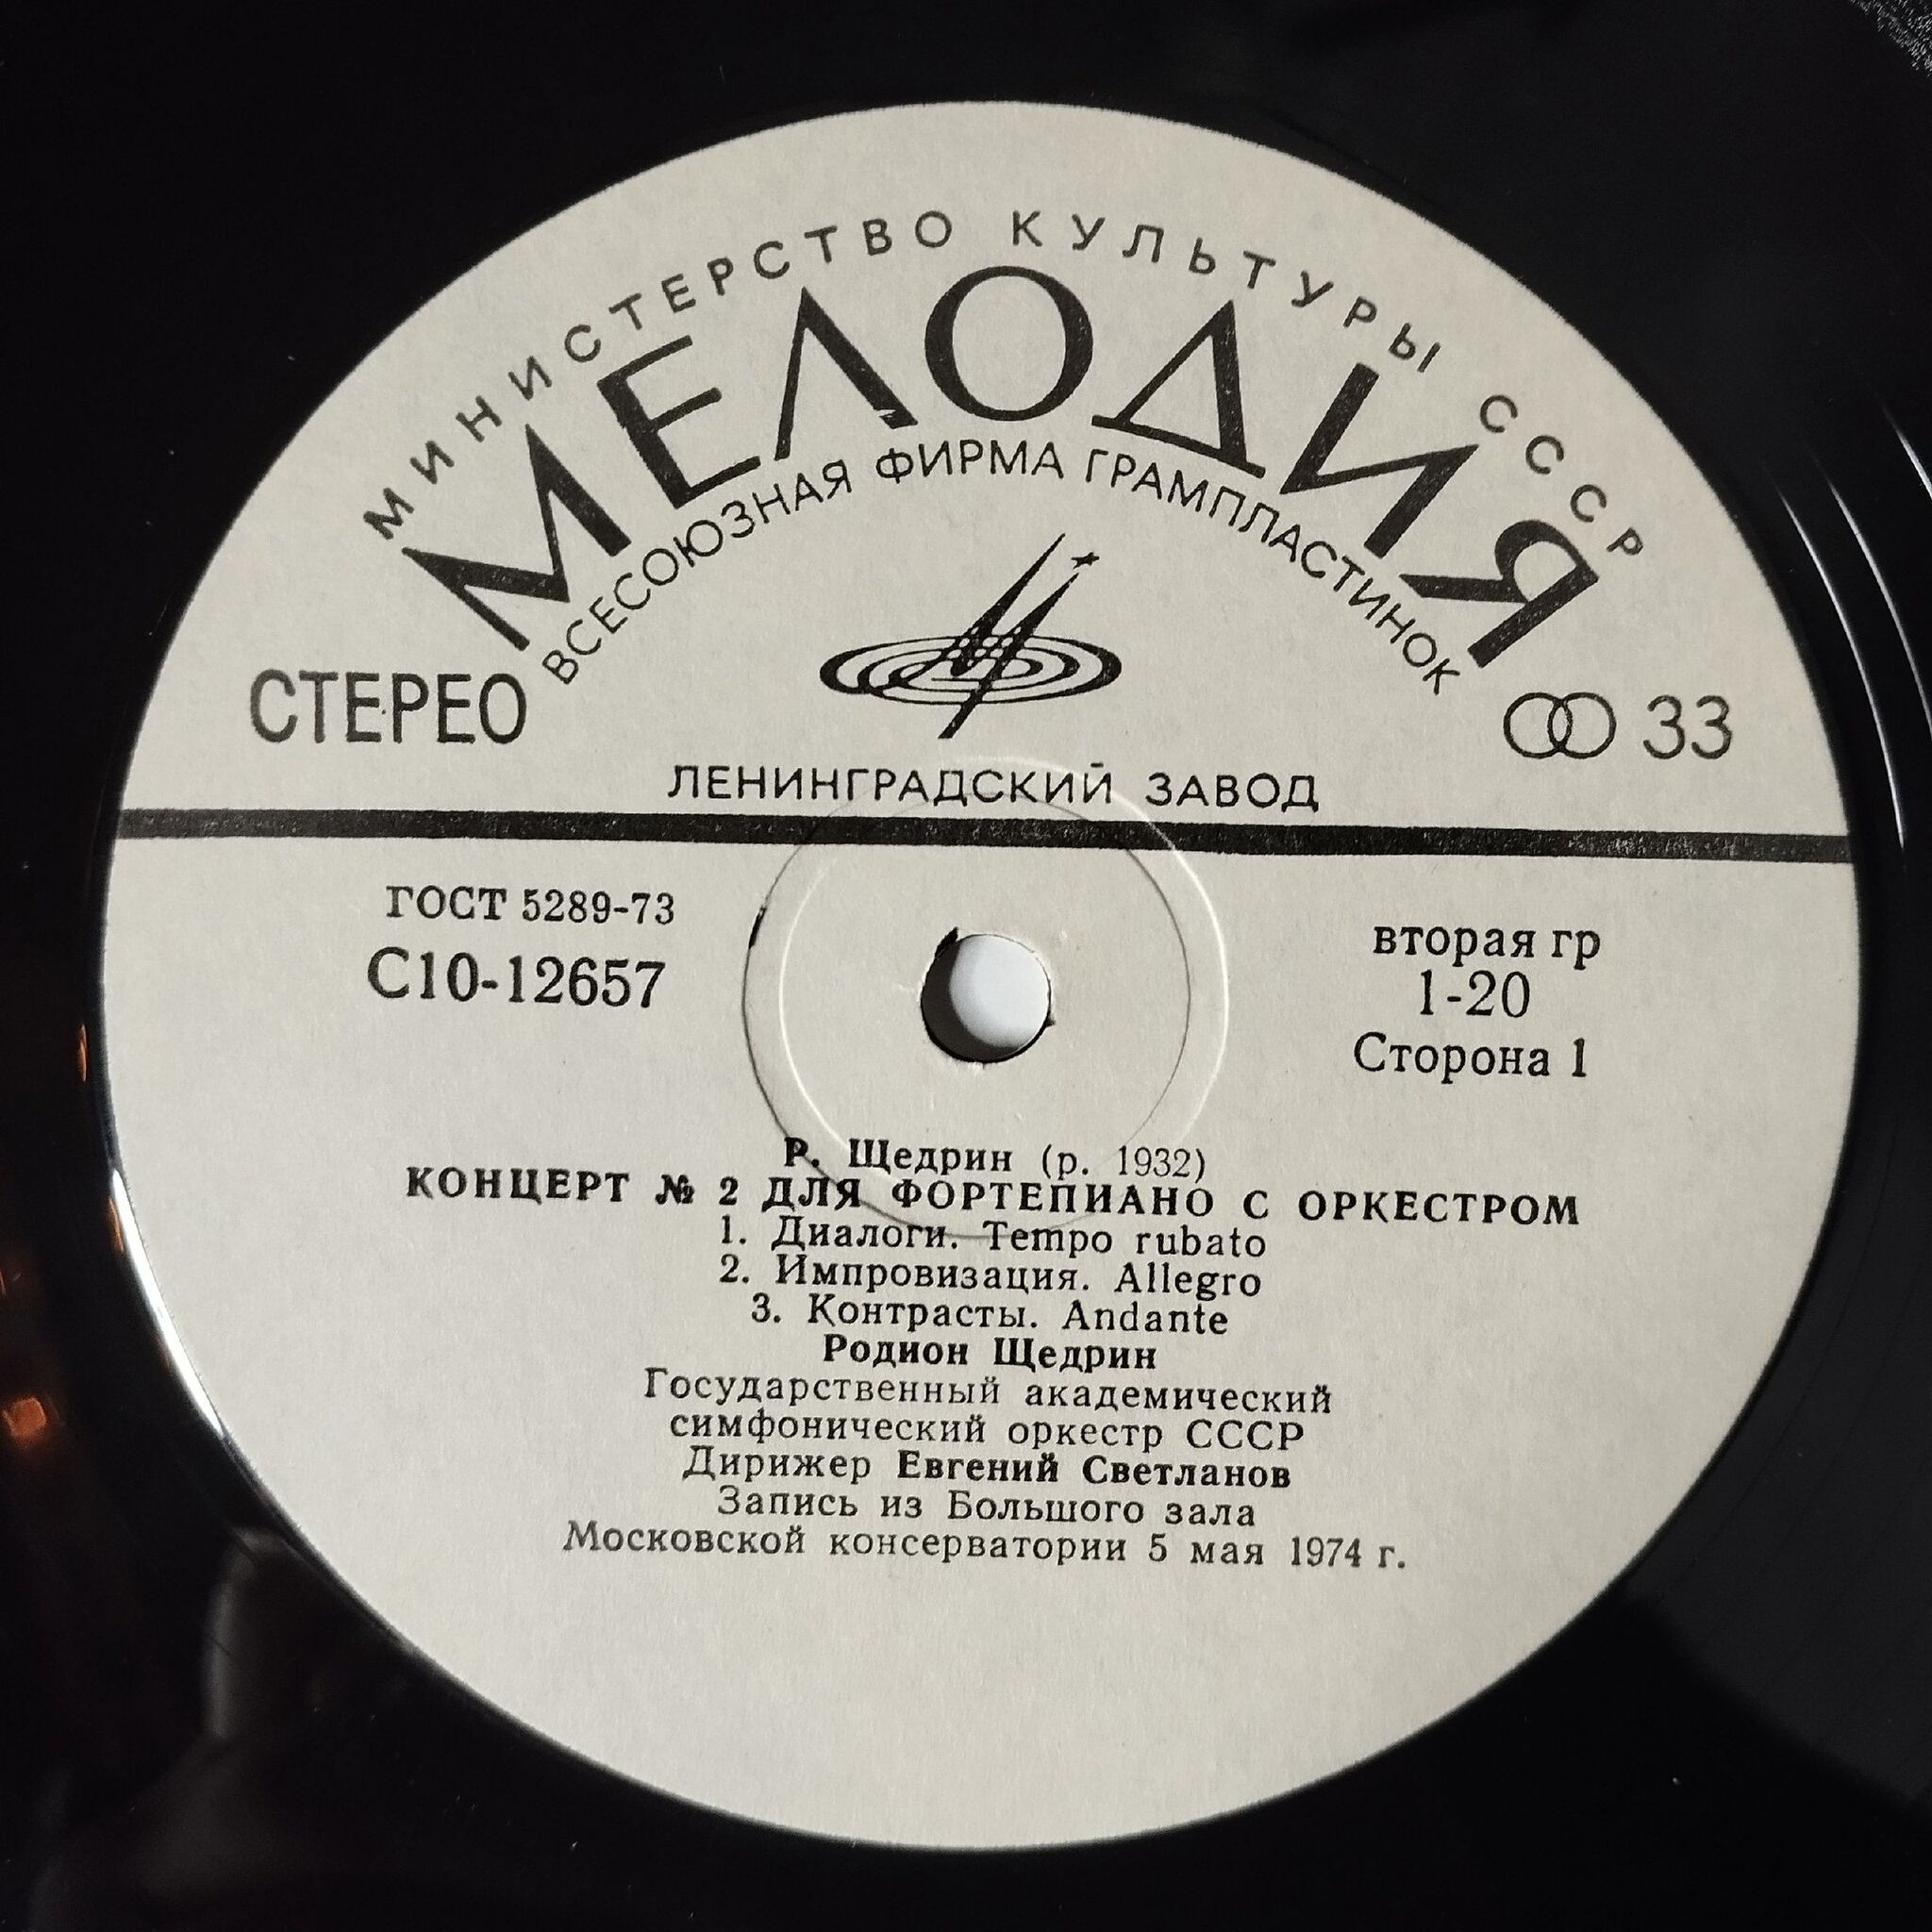 МИНИСТЕРСТВО КУЛЬТУРЫ СССР
МЕЛОДИЯ
ВСЕСОЮЗНАЯ ФИРМА ГРАМПЛАСТИНОК
СТЕРЕО
33
ЛЕНИНГРАДСКИЙ ЗАВОД
ГОСТ 5289-73
С10-12657
вторая гр
1-20
Сторона 1
Р. Щедрин (р. 1932)
КОНЦЕРТ № 2 ДЛЯ ФОРТЕПИАНО С ОРКЕСТРОМ
1. Диалоги. Tempo rubato
2. Импровизация. Allegro
3. Контрасты. Andante
Родион Щедрин
Государственный академический
симфонический оркестр СССР
Дирижер Евгений Светланов
Запись из Большого зала
Московской консерватории 5 мая 1974 г.